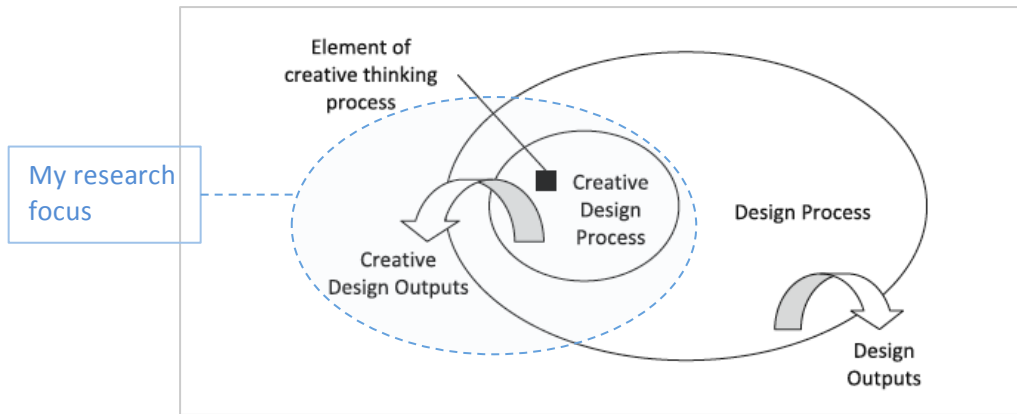 Element of
creative thinking
process
My research
focus
Creative
Design
Process
Design Process
Creative
Design Outputs
Design
Outputs